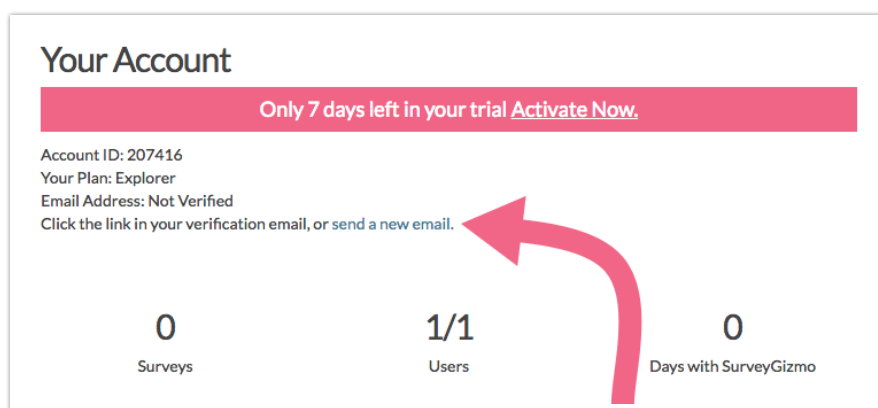 Your Account
Only 7 days left in your trial Activate Now.
Account ID: 207416
Your Plan: Explorer
Email Address: Not Verified
Click the link in your verification email, or send a new email.
0 1/1 0
Surveys Users Days with SurveyGizmo